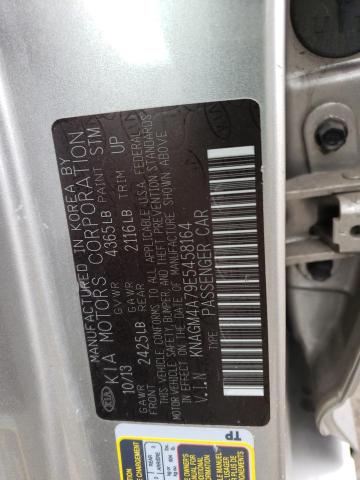 MANUFACTURED IN KOREA BY
KIA KIA MOTORS CORPORATION
10/13 GVWR 4365LB PAINT STM
GAWR GAWR
FRONT 2425LB REAR 2116LB TRIM UP
THIS VEHICLE CONFORMS TO ALL APPLICABLE U.S.A. FEDERAL
MOTOR VEHICLE SAFETY, BUMPER AND THEFT PREVENTION STANDARDS
IN EFFECT ON THE DATE OF MANUFACTURE SHOWN ABOVE
V.I.N KNAGM4A79E5458164
PASSENGER CAR
TP
REAR